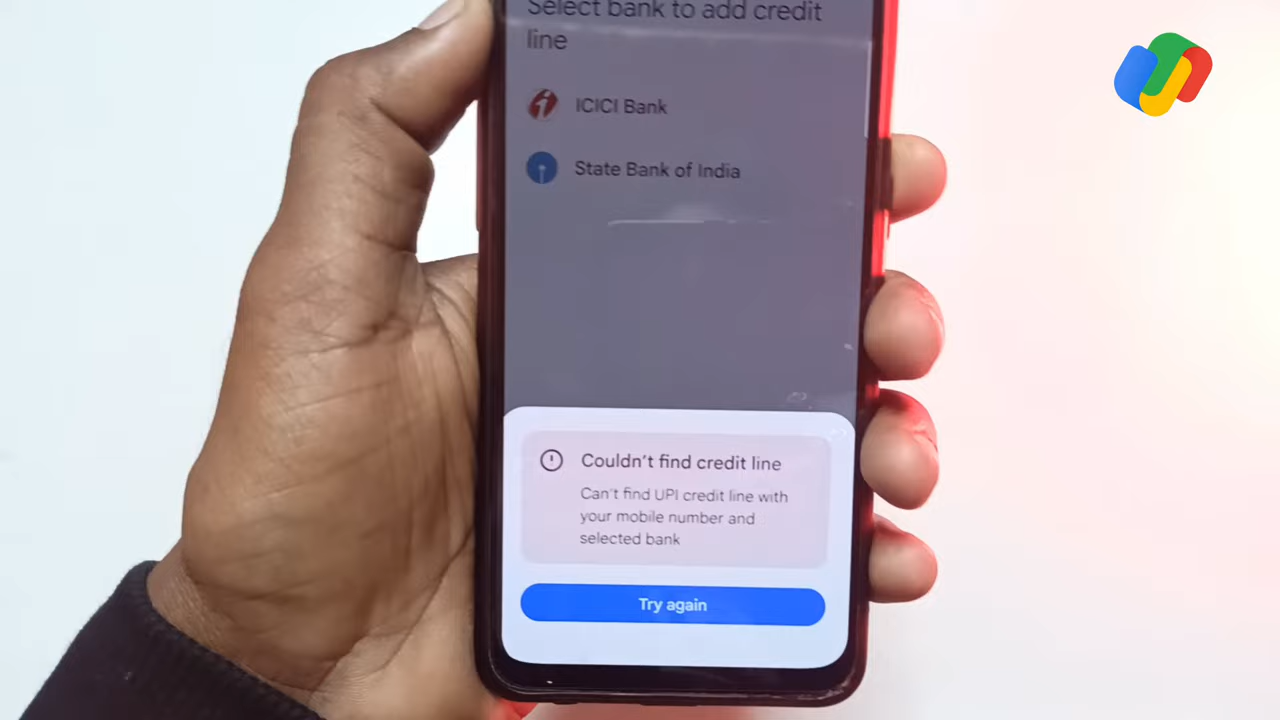 Select bank to add credit
line
ICICI Bank
State Bank of India
Couldn't find credit line
Can't find UPI credit line with
your mobile number and
selected bank
Try again